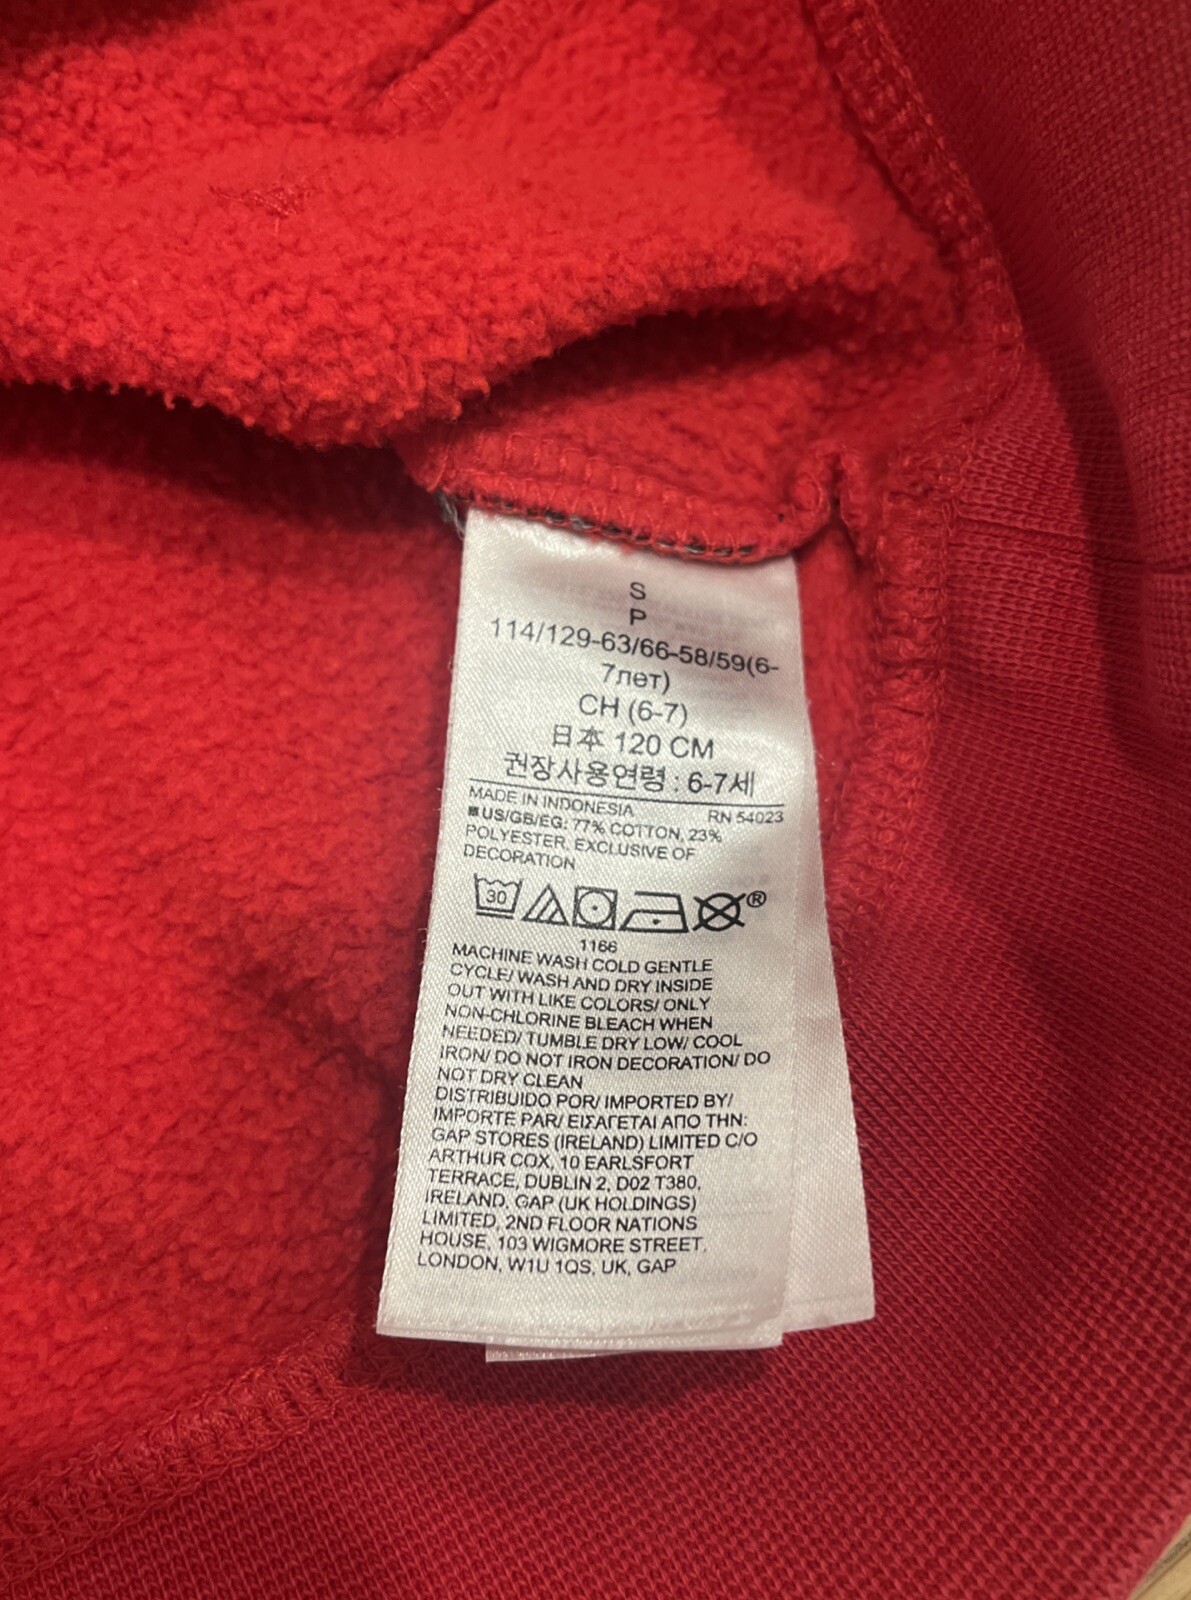 S
P
114/129-63/66-58/59(6-
7лет)
CH (6-7)
日本 120 CM
권장사용연령 : 6-7세
MADE IN INDONESIA RN 54023
■US/GB/EG: 77% COTTON, 23%
POLYESTER, EXCLUSIVE OF
DECORATION
30 ®
1166
MACHINE WASH COLD GENTLE
CYCLE/ WASH AND DRY INSIDE
OUT WITH LIKE COLORS/ ONLY
NON-CHLORINE BLEACH WHEN
NEEDED/ TUMBLE DRY LOW/ COOL
IRON/ DO NOT IRON DECORATION/ DO
NOT DRY CLEAN
DISTRIBUIDO POR/ IMPORTED BY/
IMPORTE PAR/ ΕΙΣΑΓΕΤΑΙ ΑΠΟ ΤΗΝ:
GAP STORES (IRELAND) LIMITED C/O
ARTHUR COX, 10 EARLSFORT
TERRACE, DUBLIN 2, D02 T380,
IRELAND, GAP (UK HOLDINGS)
LIMITED, 2ND FLOOR NATIONS
HOUSE, 103 WIGMORE STREET,
LONDON, W1U 1QS, UK, GAP